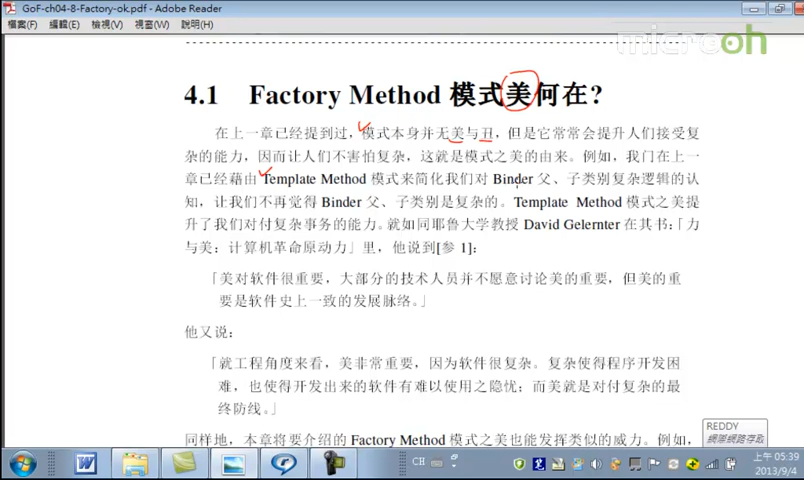 GoF-ch04-8-Factory-ok.pdf - Adobe Reader
檔案(F) 編輯(E) 檢視(V) 視窗(W) 說明(H)
microoh
4.1 Factory Method 模式美何在?
在上一章已经提到过，模式本身并无美与丑，但是它常常会提升人们接受复
杂的能力，因而让人们不害怕复杂，这就是模式之美的由来。例如，我们在上一
章已经藉由 Template Method 模式来简化我们对 Binder 父、子类别复杂逻辑的认
知，让我们不再觉得 Binder 父、子类别是复杂的。Template Method 模式之美提
升了我们对付复杂事务的能力。就如同耶鲁大学教授 David Gelernter 在其书:「力
与美: 计算机革命原动力」里，他说到[参 1]:
「美对软件很重要，大部分的技术人员并不愿意讨论美的重要，但美的重
要是软件史上一致的发展脉络。」
他又说:
「就工程角度来看，美非常重要，因为软件很复杂。复杂使得程序开发困
难，也使得开发出来的软件有难以使用之隐忧; 而美就是对付复杂的最
终防线。」
同样地，本章将要介绍的 Factory Method 模式之美也能发挥类似的威力。例如，
REDDY
網際網路存取
CH
上午 05:39
2013/9/4